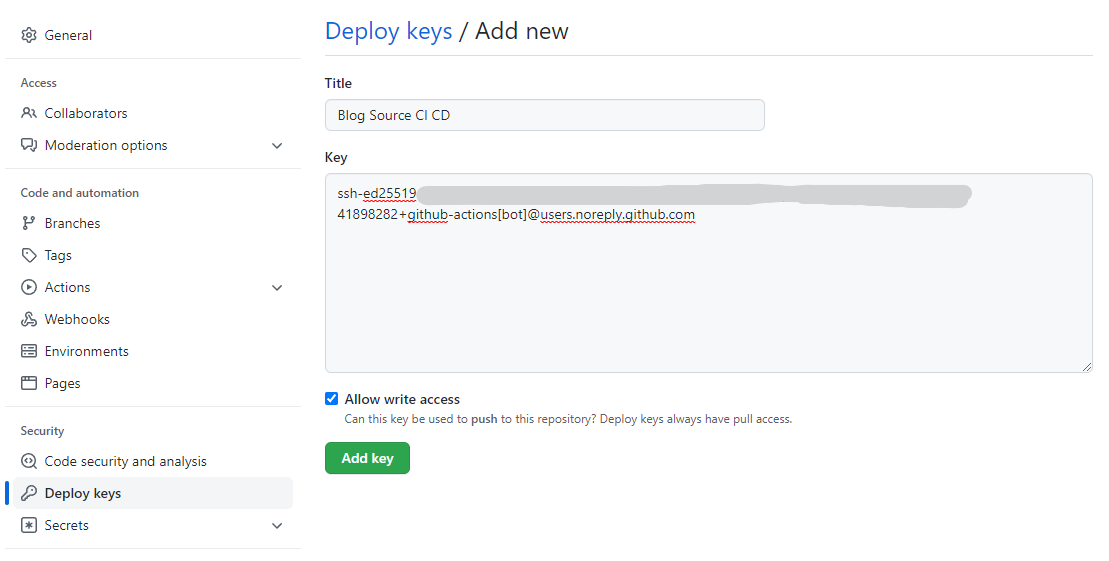 General
Access
Collaborators
Moderation options
Code and automation
Branches
Tags
Actions
Webhooks
Environments
Pages
Security
Code security and analysis
Deploy keys
Secrets
Deploy keys / Add new
Title
Blog Source CI CD
Key
ssh-ed25519
41898282+github-actions[bot]@users.noreply.github.com
Allow write access
Can this key be used to push to this repository? Deploy keys always have pull access.
Add key